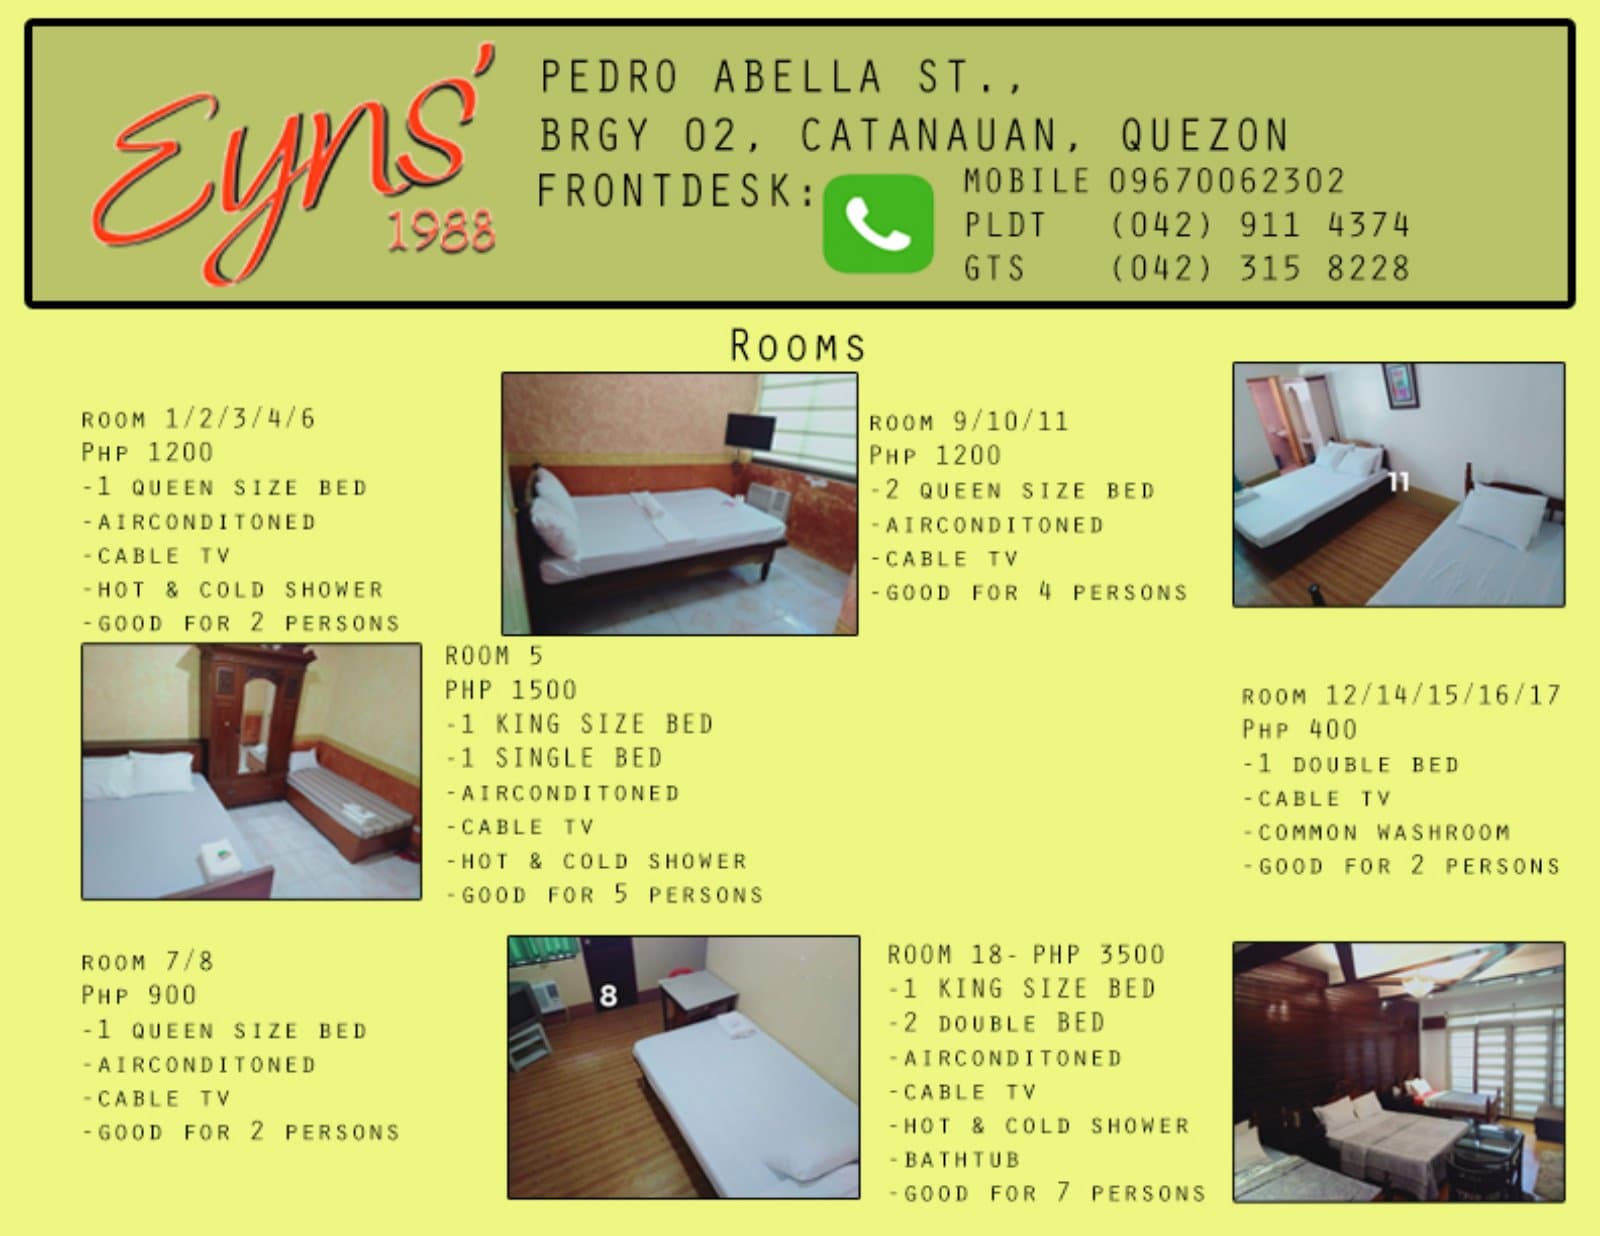 Eyns'
1988
PEDRO ABELLA ST.,
BRGY 02, CATANAUAN, QUEZON
FRONTDESK:
MOBILE 09670062302
PLDT (042) 911 4374
GTS (042) 315 8228
ROOMS
ROOM 1/2/3/4/6
PHP 1200
-1 QUEEN SIZE BED
-AIRCONDITONED
-CABLE TV
-HOT & COLD SHOWER
-GOOD FOR 2 PERSONS
ROOM 9/10/11
PHP 1200
-2 QUEEN SIZE BED
-AIRCONDITONED
-CABLE TV
-GOOD FOR 4 PERSONS
11
ROOM 5
PHP 1500
-1 KING SIZE BED
-1 SINGLE BED
-AIRCONDITONED
-CABLE TV
-HOT & COLD SHOWER
-GOOD FOR 5 PERSONS
ROOM 12/14/15/16/17
PHP 400
-1 DOUBLE BED
-CABLE TV
-COMMON WASHROOM
-GOOD FOR 2 PERSONS
ROOM 7/8
PHP 900
-1 QUEEN SIZE BED
-AIRCONDITONED
-CABLE TV
-GOOD FOR 2 PERSONS
8
ROOM 18- PHP 3500
-1 KING SIZE BED
-2 DOUBLE BED
-AIRCONDITONED
-CABLE TV
-HOT & COLD SHOWER
-BATHTUB
-GOOD FOR 7 PERSONS